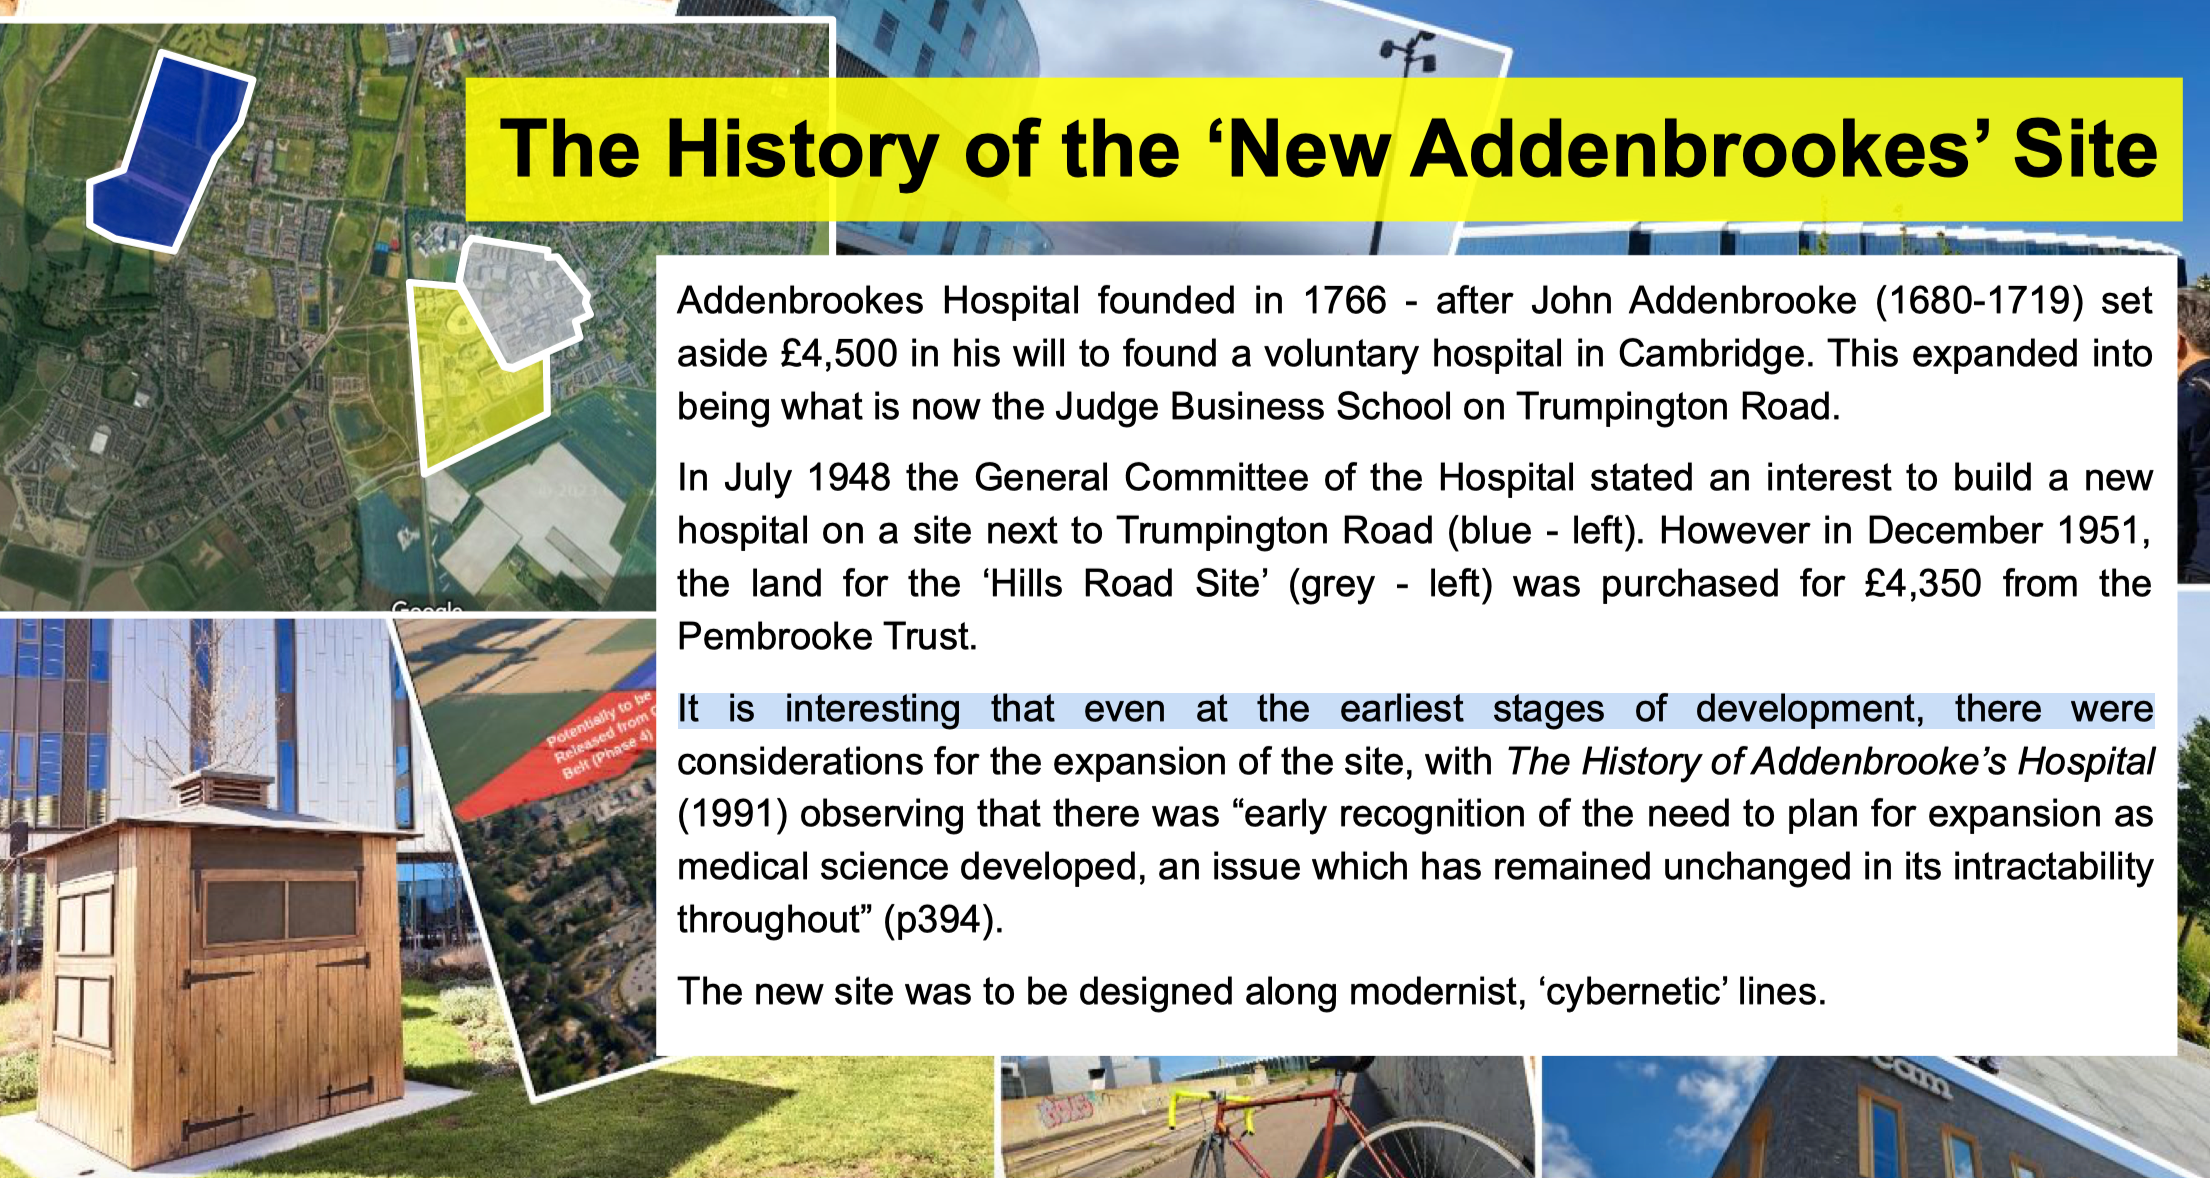 The History of the ‘New Addenbrookes’ Site
Addenbrookes Hospital founded in 1766 - after John Addenbrooke (1680-1719) set
aside £4,500 in his will to found a voluntary hospital in Cambridge. This expanded into
being what is now the Judge Business School on Trumpington Road.
In July 1948 the General Committee of the Hospital stated an interest to build a new
hospital on a site next to Trumpington Road (blue - left). However in December 1951,
the land for the ‘Hills Road Site’ (grey - left) was purchased for £4,350 from the
Pembrooke Trust.
It is interesting that even at the earliest stages of development, there were
considerations for the expansion of the site, with The History of Addenbrooke’s Hospital
(1991) observing that there was “early recognition of the need to plan for expansion as
medical science developed, an issue which has remained unchanged in its intractability
throughout” (p394).
The new site was to be designed along modernist, ‘cybernetic’ lines.
Google
Potentially to be
Released from
Belt (Phase 4)